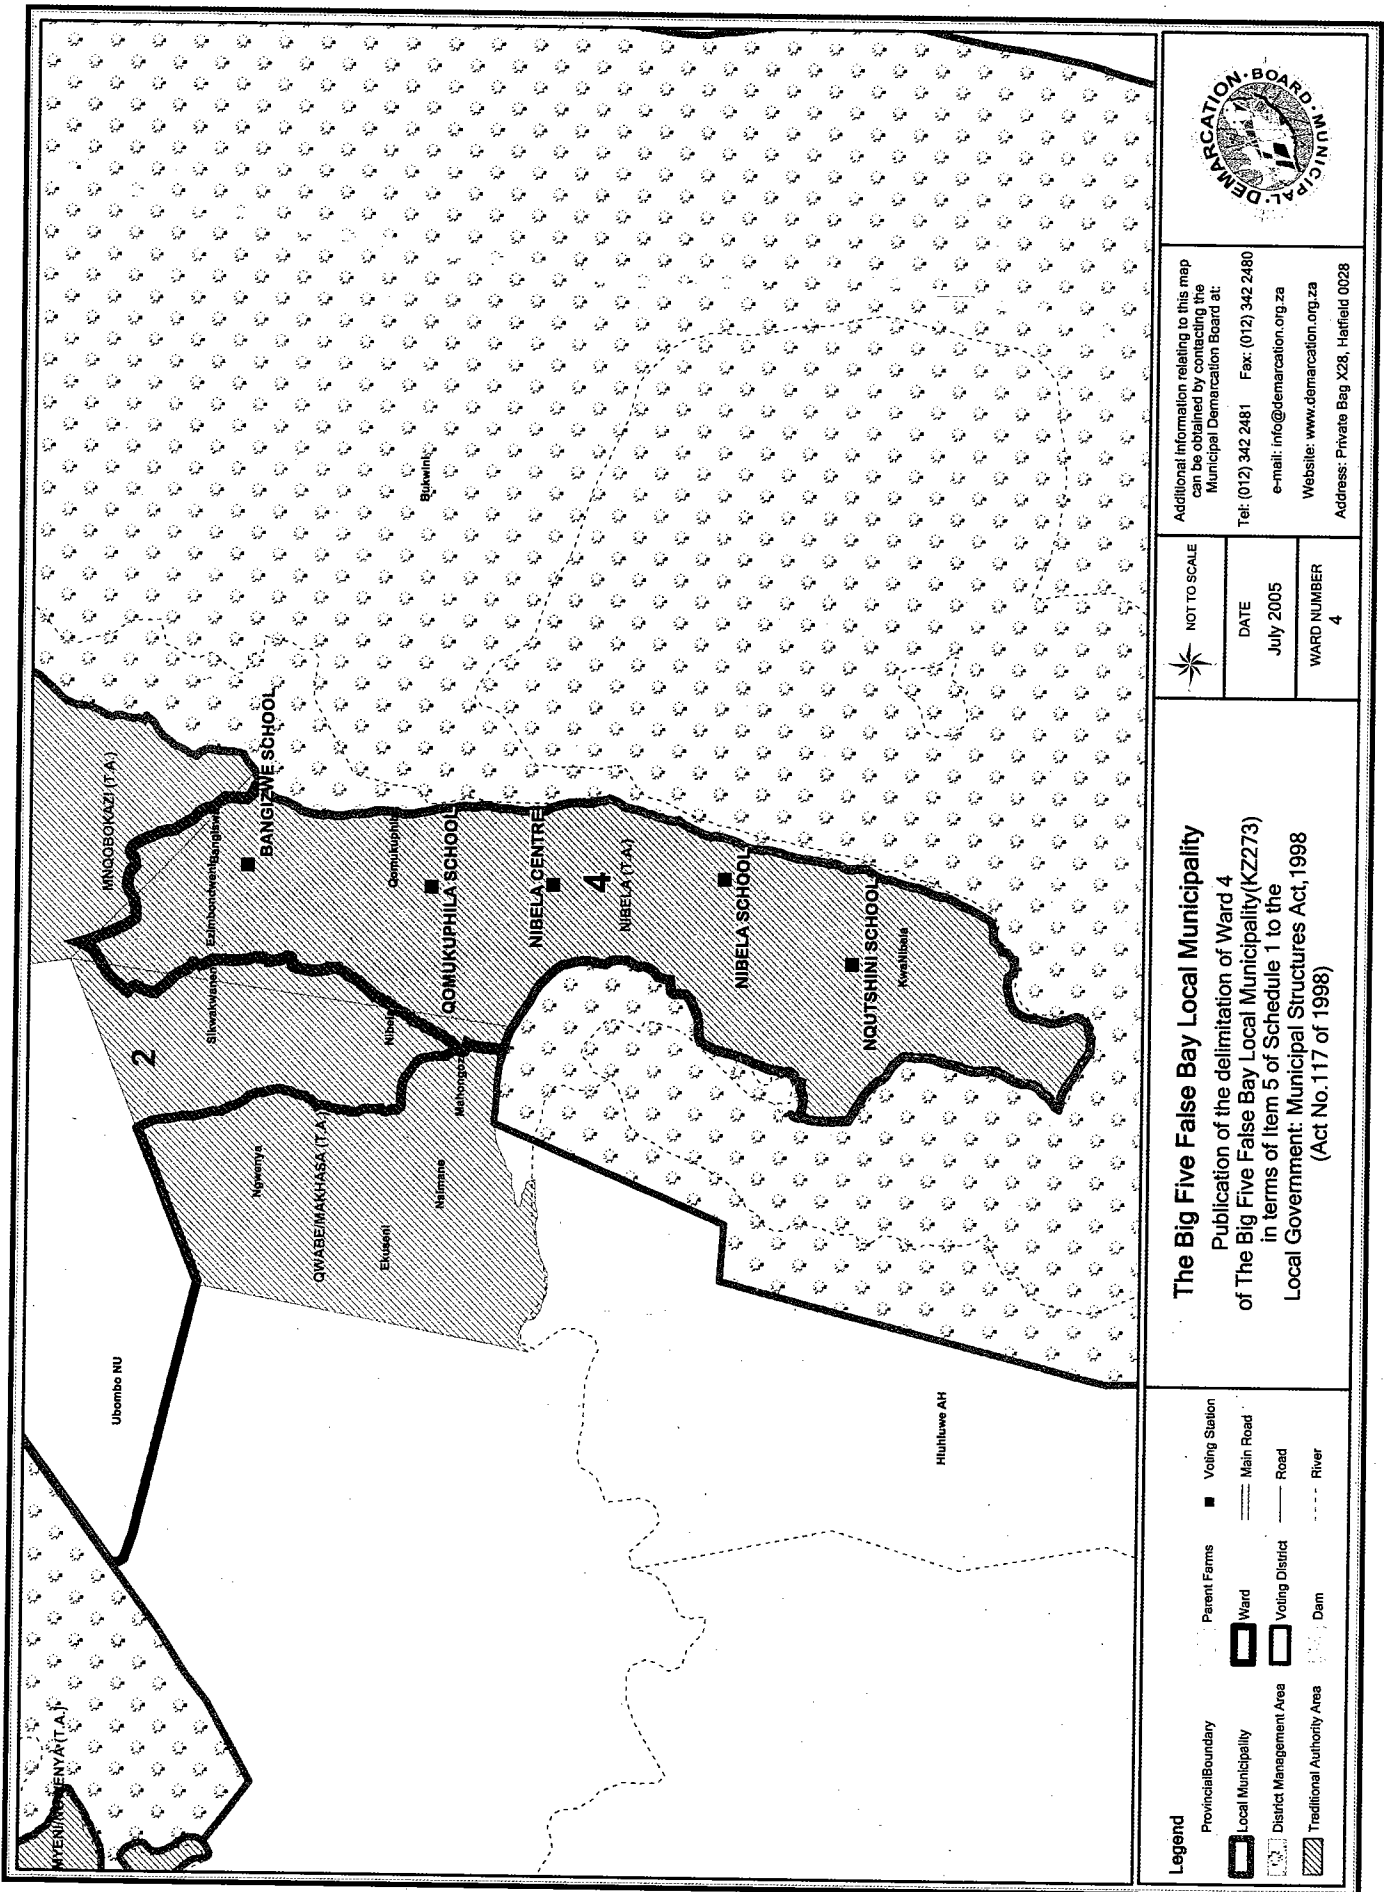 MYENI/NGWENYA (T.A.)
Ubombo NU
2
MNQOBOKAZI (T.A.)
BANGIZWE SCHOOL
Ngwenya
QWABE/MAKHASA (T.A.)
Nibela
Qomukuphila
QOMUKUPHILA SCHOOL
Bukwini
NIBELA CENTRE
4
NIBELA (T.A.)
NIBELA SCHOOL
NQUTSHINI SCHOOL
KwaNibela
Hluhluwe AH
Legend
ProvincialBoundary
Parent Farms
Voting Station
Local Municipality
Ward
Main Road
District Management Area
Voting District
Road
Traditional Authority Area
Dam
River
The Big Five False Bay Local Municipality
Publication of the delimitation of Ward 4
of The Big Five False Bay Local Municipality(KZ273)
in terms of Item 5 of Schedule 1 to the
Local Government: Municipal Structures Act,1998
(Act No.117 of 1998)
NOT TO SCALE
DATE
July 2005
WARD NUMBER
4
Additional information relating to this map
can be obtained by contacting the
Municipal Demarcation Board at:
Tel: (012) 342 2481 Fax: (012) 342 2480
e-mail: info@demarcation.org.za
Website: www.demarcation.org.za
Address: Private Bag X28, Hatfield 0028
MUNICIPAL DEMARCATION BOARD